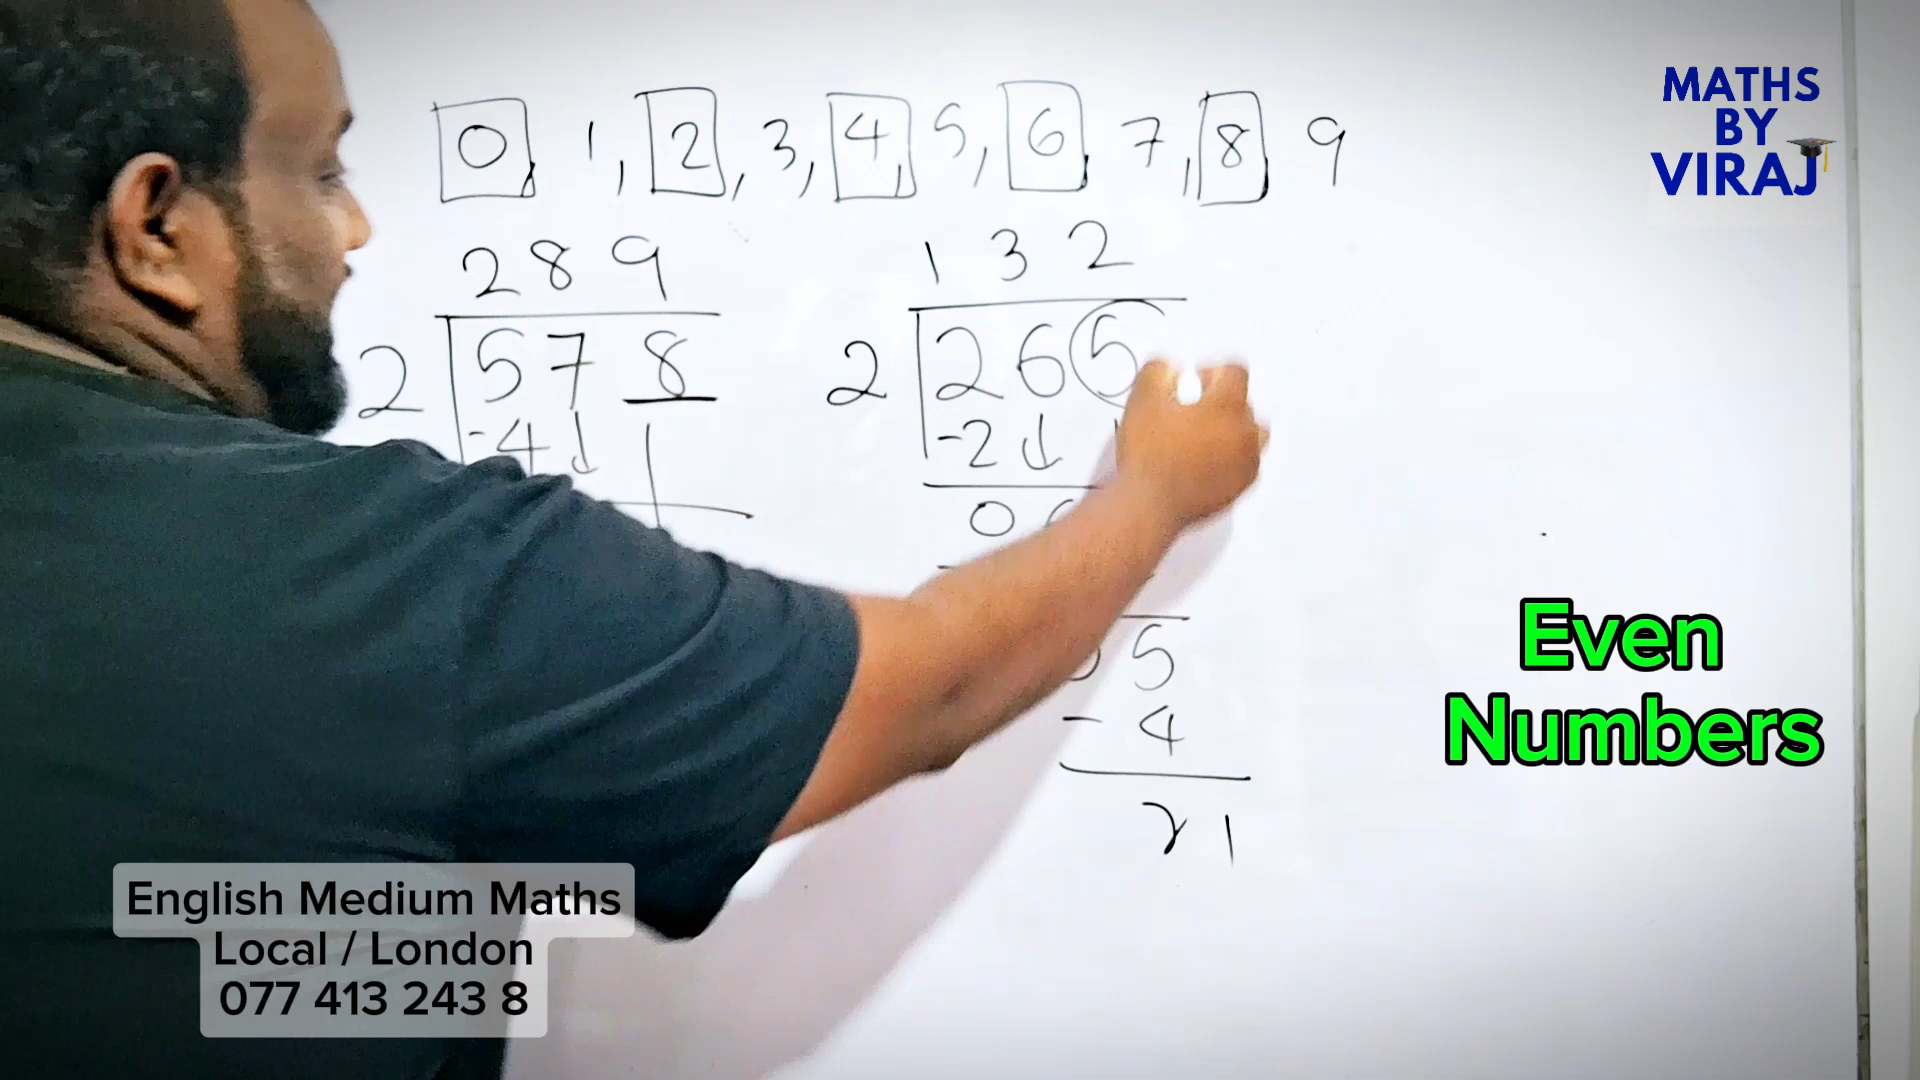 0, 1, 2, 3, 4, 5, 6, 7, 8, 9
MATHS
BY
VIRAJ
289
2 578
-4
132
2 265
-2
0
5
- 4
1
Even
Numbers
English Medium Maths
Local / London
077 413 243 8